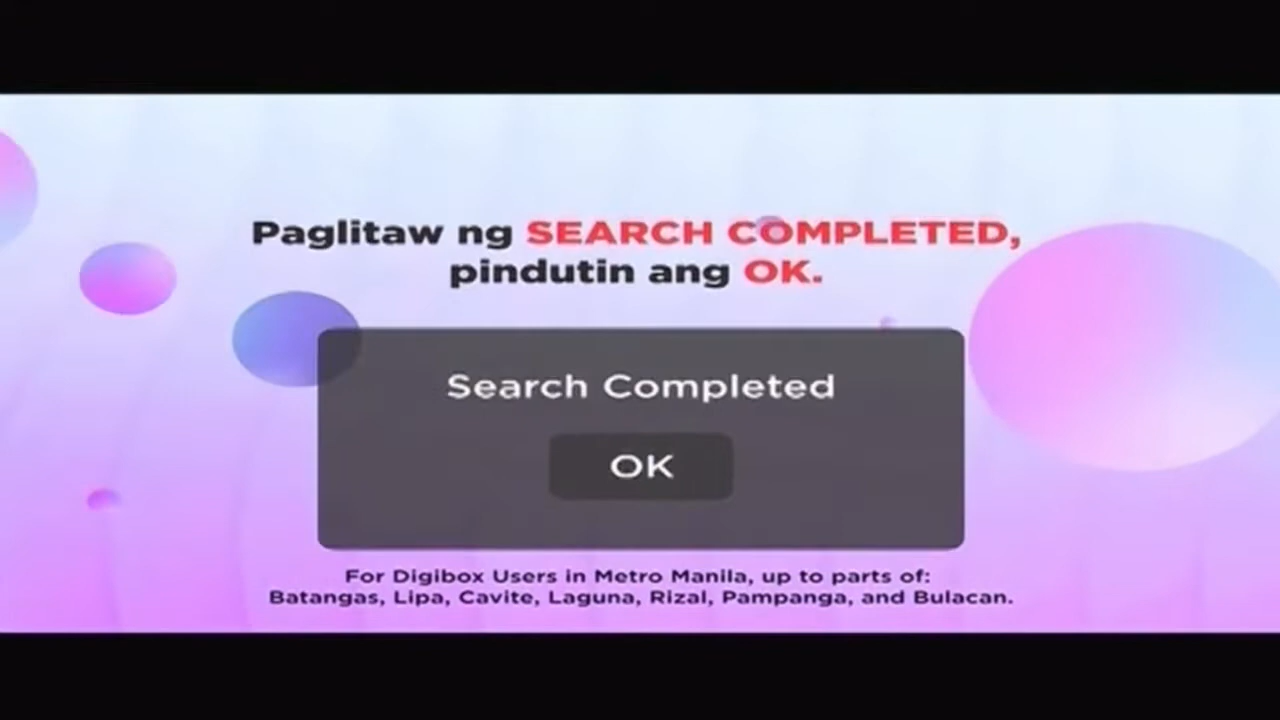 Paglitaw ng SEARCH COMPLETED,
pindutin ang OK.
Search Completed
OK
For Digibox Users in Metro Manila, up to parts of:
Batangas, Lipa, Cavite, Laguna, Rizal, Pampanga, and Bulacan.